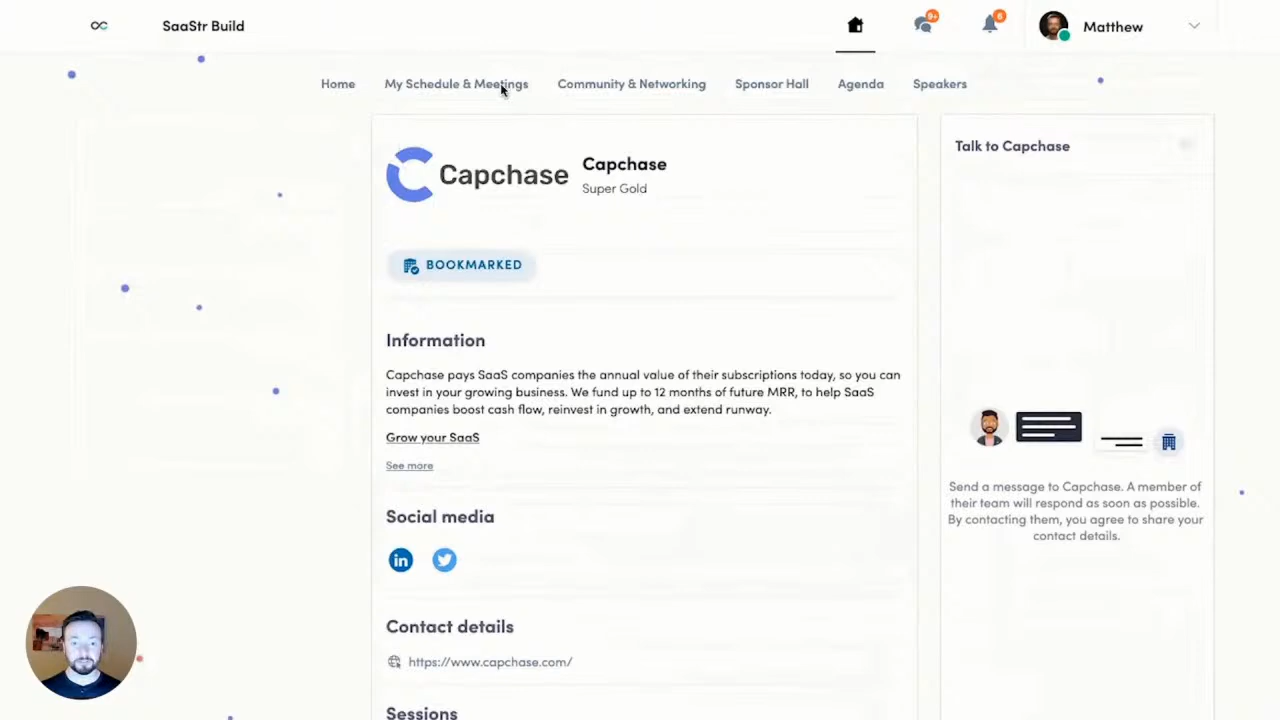 SaaStr Build
9+
6
Matthew
Home
My Schedule & Meetings
Community & Networking
Sponsor Hall
Agenda
Speakers
Capchase
Capchase
Super Gold
BOOKMARKED
Information
Capchase pays SaaS companies the annual value of their subscriptions today, so you can
invest in your growing business. We fund up to 12 months of future MRR, to help SaaS
companies boost cash flow, reinvest in growth, and extend runway.
Grow your SaaS
See more
Social media
in
Contact details
https://www.capchase.com/
Sessions
Talk to Capchase
Send a message to Capchase. A member of
their team will respond as soon as possible.
By contacting them, you agree to share your
contact details.